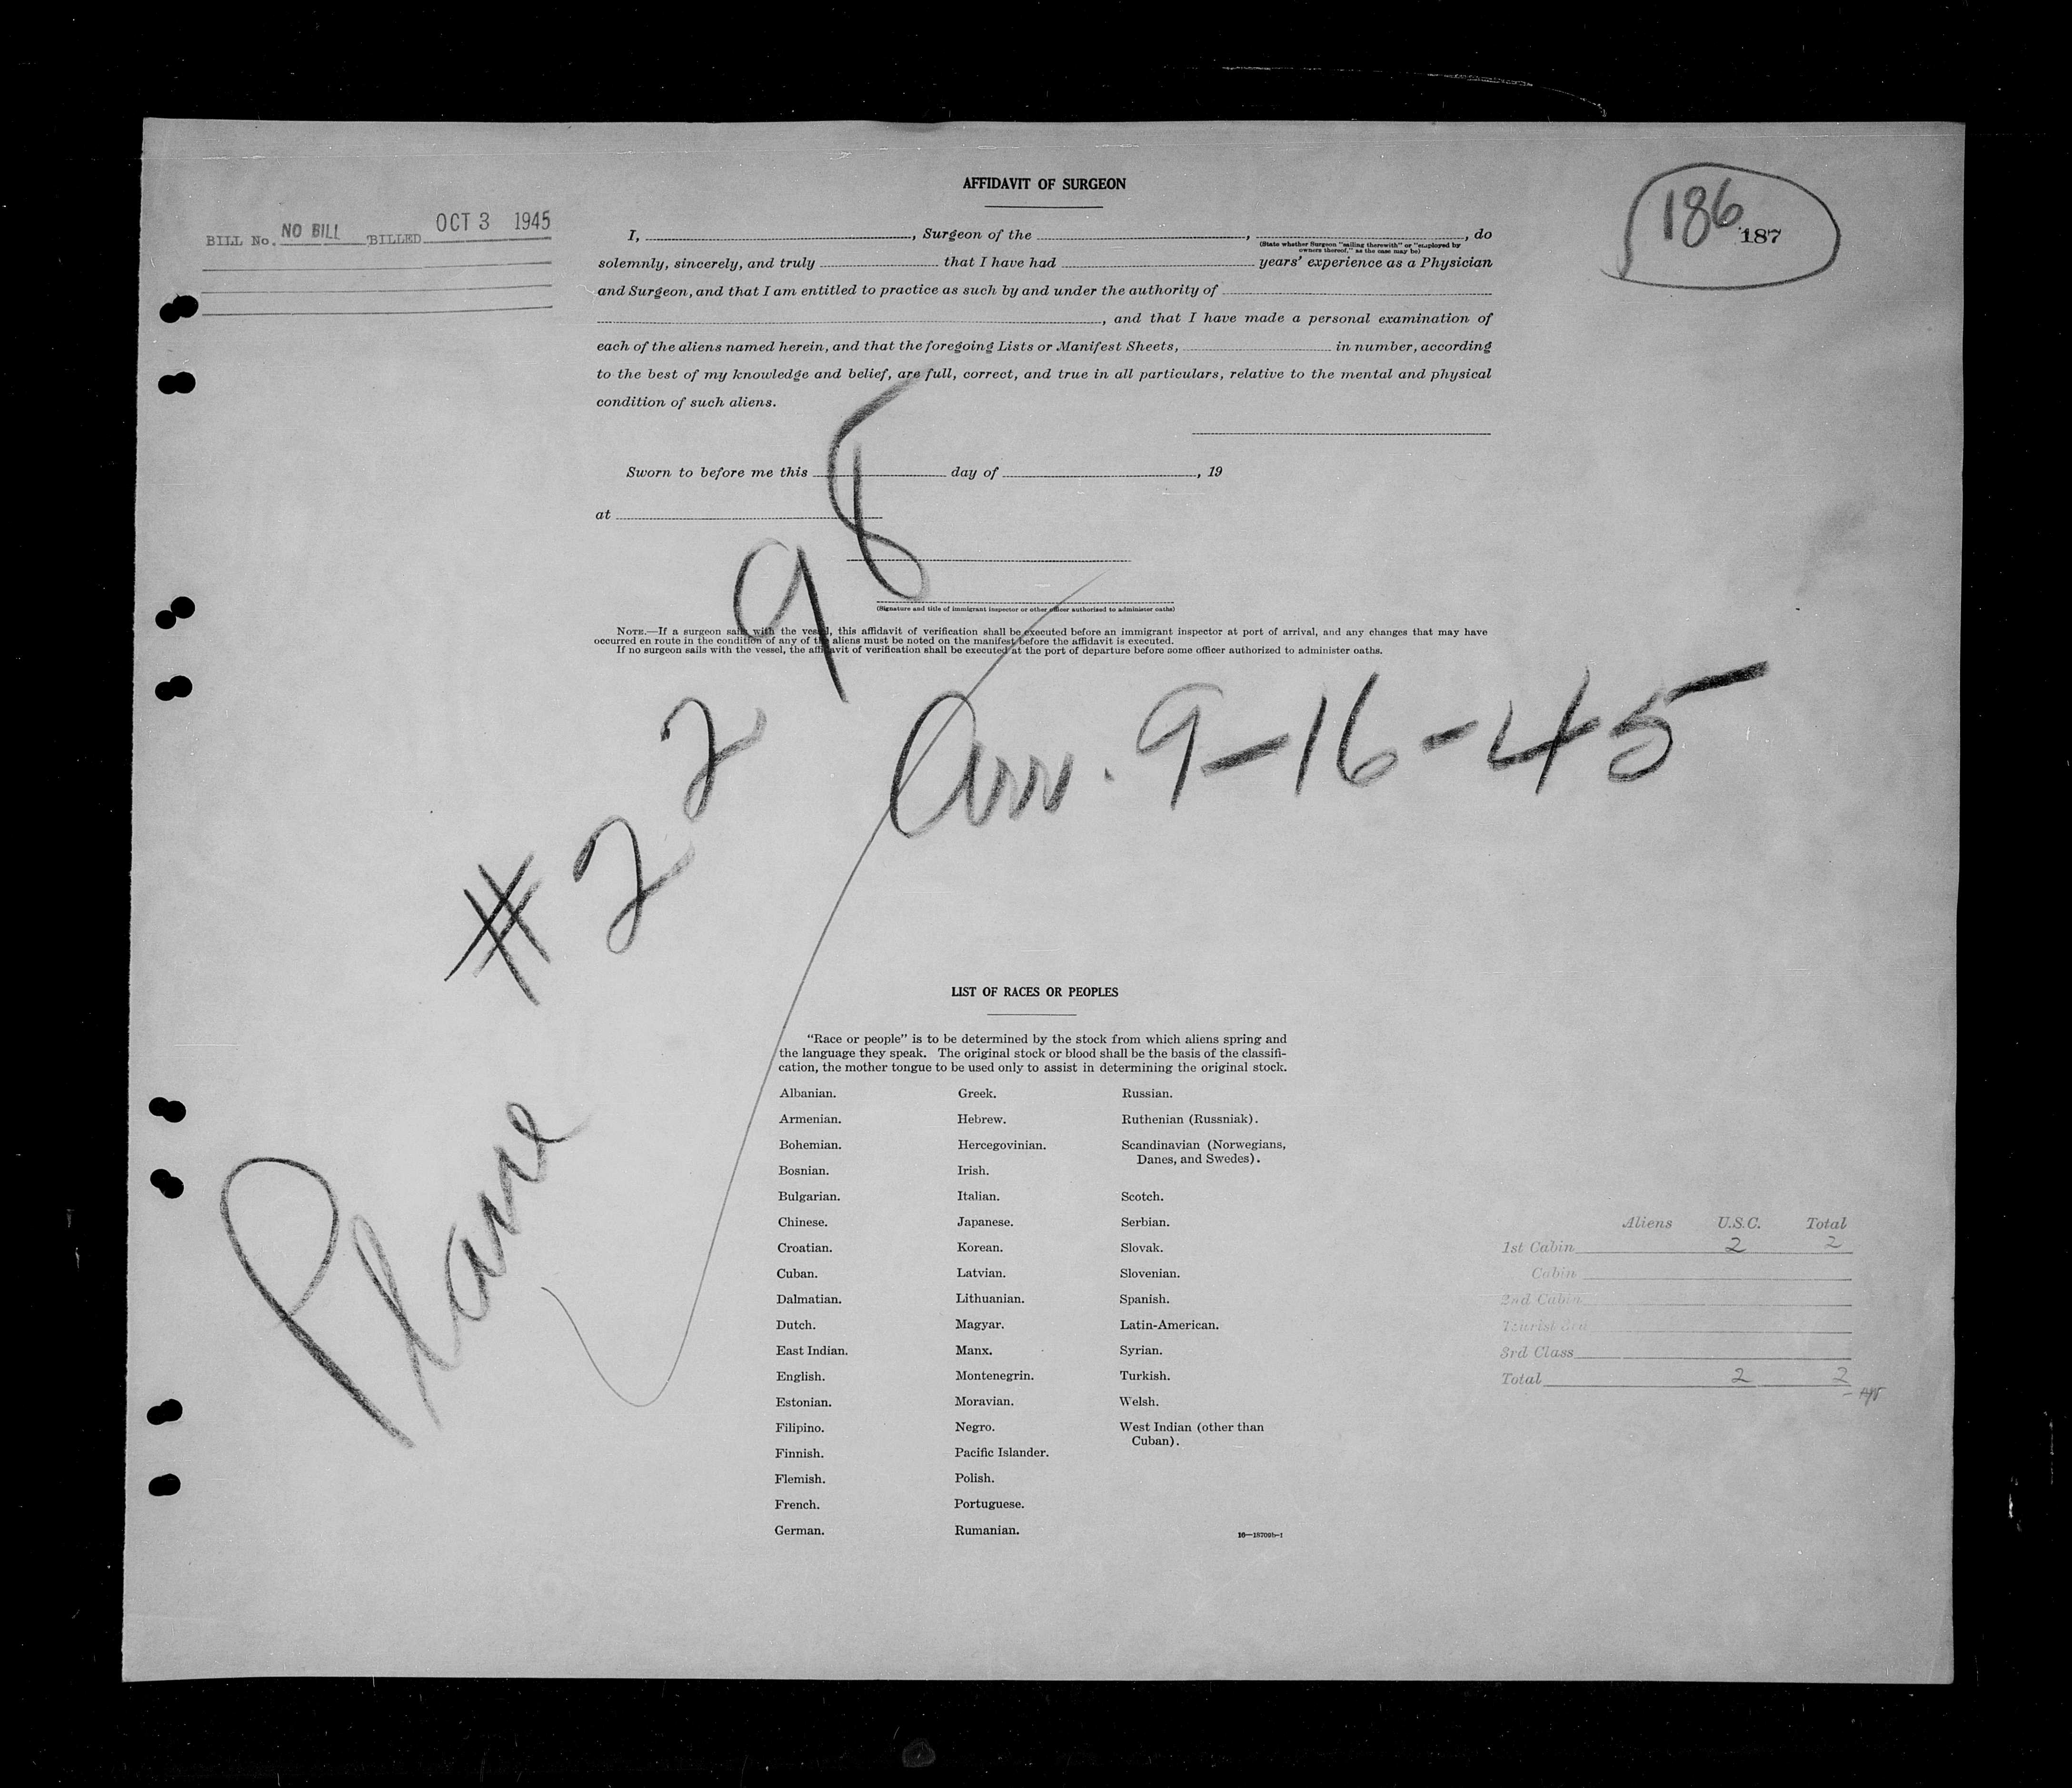 AFFIDAVIT OF SURGEON
186
187
BILL No. NO BILL BILLED OCT 3 1945
I, , Surgeon of the , , do
(State whether Surgeon "sailing therewith" or "employed by
owners thereof," as the case may be)
solemnly, sincerely, and truly that I have had years' experience as a Physician
and Surgeon, and that I am entitled to practice as such by and under the authority of
, and that I have made a personal examination of
each of the aliens named herein, and that the foregoing Lists or Manifest Sheets, in number, according
to the best of my knowledge and belief, are full, correct, and true in all particulars, relative to the mental and physical
condition of such aliens.
Sworn to before me this day of , 19
at
(Signature and title of immigrant inspector or other officer authorized to administer oaths)
NOTE.—If a surgeon sails with the vessel, this affidavit of verification shall be executed before an immigrant inspector at port of arrival, and any changes that may have
occurred en route in the condition of any of the aliens must be noted on the manifest before the affidavit is executed.
If no surgeon sails with the vessel, the affidavit of verification shall be executed at the port of departure before some officer authorized to administer oaths.
Plane # 2298
Arr. 9-16-45
LIST OF RACES OR PEOPLES
"Race or people" is to be determined by the stock from which aliens spring and
the language they speak. The original stock or blood shall be the basis of the classifi-
cation, the mother tongue to be used only to assist in determining the original stock.
Albanian.
Armenian.
Bohemian.
Bosnian.
Bulgarian.
Chinese.
Croatian.
Cuban.
Dalmatian.
Dutch.
East Indian.
English.
Estonian.
Filipino.
Finnish.
Flemish.
French.
German.
Greek.
Hebrew.
Hercegovinian.
Irish.
Italian.
Japanese.
Korean.
Latvian.
Lithuanian.
Magyar.
Manx.
Montenegrin.
Moravian.
Negro.
Pacific Islander.
Polish.
Portuguese.
Rumanian.
Russian.
Ruthenian (Russniak).
Scandinavian (Norwegians,
Danes, and Swedes).
Scotch.
Serbian.
Slovak.
Slovenian.
Spanish.
Latin-American.
Syrian.
Turkish.
Welsh.
West Indian (other than
Cuban).
Aliens U.S.C. Total
1st Cabin 2 2
Cabin
2nd Cabin
Tourist
3rd Class
Total 2 2